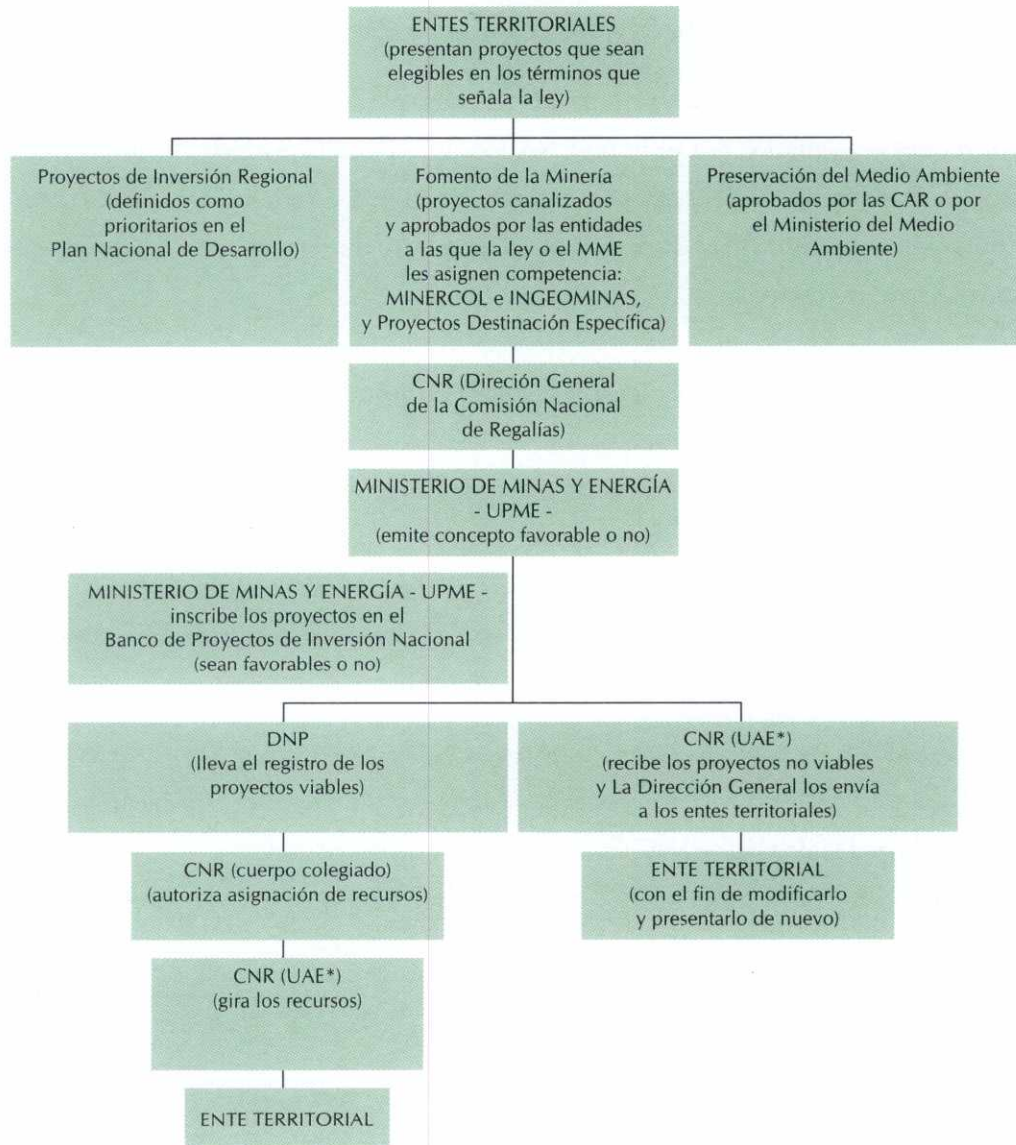 ENTES TERRITORIALES
(presentan proyectos que sean
elegibles en los términos que
señala la ley)
Proyectos de Inversión Regional
(definidos como
prioritarios en el
Plan Nacional de Desarrollo)
Fomento de la Minería
(proyectos canalizados
y aprobados por las entidades
a las que la ley o el MME
les asignen competencia:
MINERCOL e INGEOMINAS,
y Proyectos Destinación Específica)
Preservación del Medio Ambiente
(aprobados por las CAR o por
el Ministerio del Medio
Ambiente)
CNR (Direción General
de la Comisión Nacional
de Regalías)
MINISTERIO DE MINAS Y ENERGÍA
- UPME -
(emite concepto favorable o no)
MINISTERIO DE MINAS Y ENERGÍA - UPME -
inscribe los proyectos en el
Banco de Proyectos de Inversión Nacional
(sean favorables o no)
DNP
(lleva el registro de los
proyectos viables)
CNR (UAE*)
(recibe los proyectos no viables
y La Dirección General los envía
a los entes territoriales)
CNR (cuerpo colegiado)
(autoriza asignación de recursos)
ENTE TERRITORIAL
(con el fin de modificarlo
y presentarlo de nuevo)
CNR (UAE*)
(gira los recursos)
ENTE TERRITORIAL